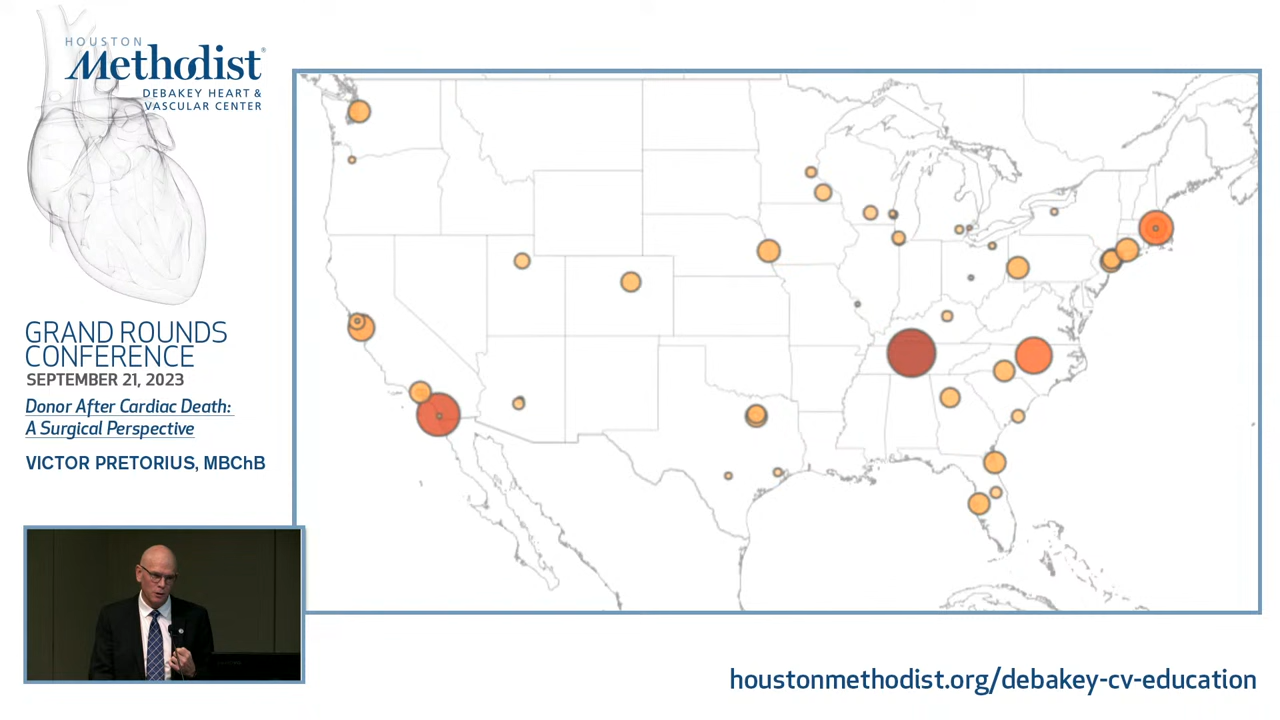 HOUSTON
Methodist®
DEBAKEY HEART &
VASCULAR CENTER
GRAND ROUNDS
CONFERENCE
SEPTEMBER 21, 2023
Donor After Cardiac Death:
A Surgical Perspective
VICTOR PRETORIUS, MBChB
houstonmethodist.org/debakey-cv-education